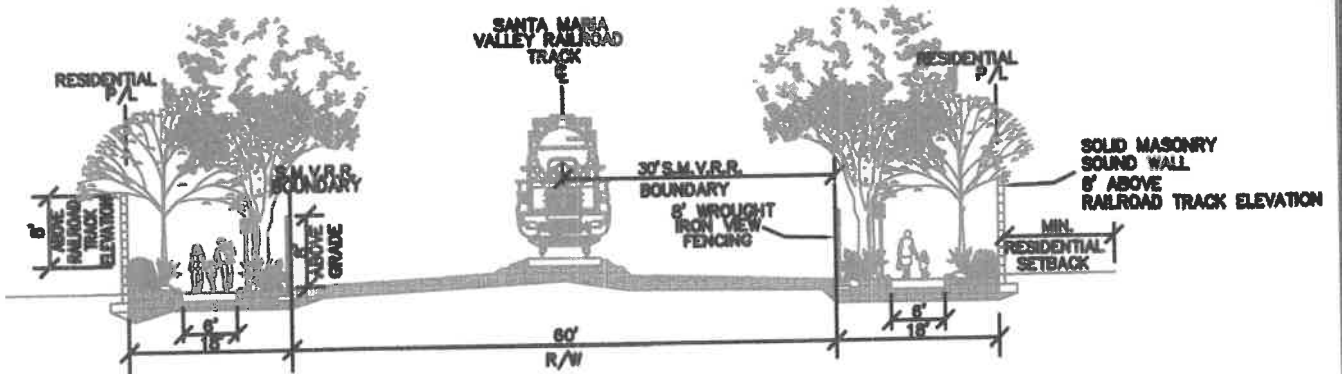 SANTA MARIA
VALLEY RAILROAD
TRACK
℄
RESIDENTIAL
P/L
S.M.V.R.R.
BOUNDARY
8'
ABOVE
RAILROAD
TRACK
ELEVATION
ABOVE
GRADE
30' S.M.V.R.R.
BOUNDARY
WROUGHT
IRON VIEW
FENCING
RESIDENTIAL
P/L
SOLID MASONRY
SOUND WALL
8' ABOVE
RAILROAD TRACK ELEVATION
MIN.
RESIDENTIAL
SETBACK
6'
18'
60'
R/W
6'
18'